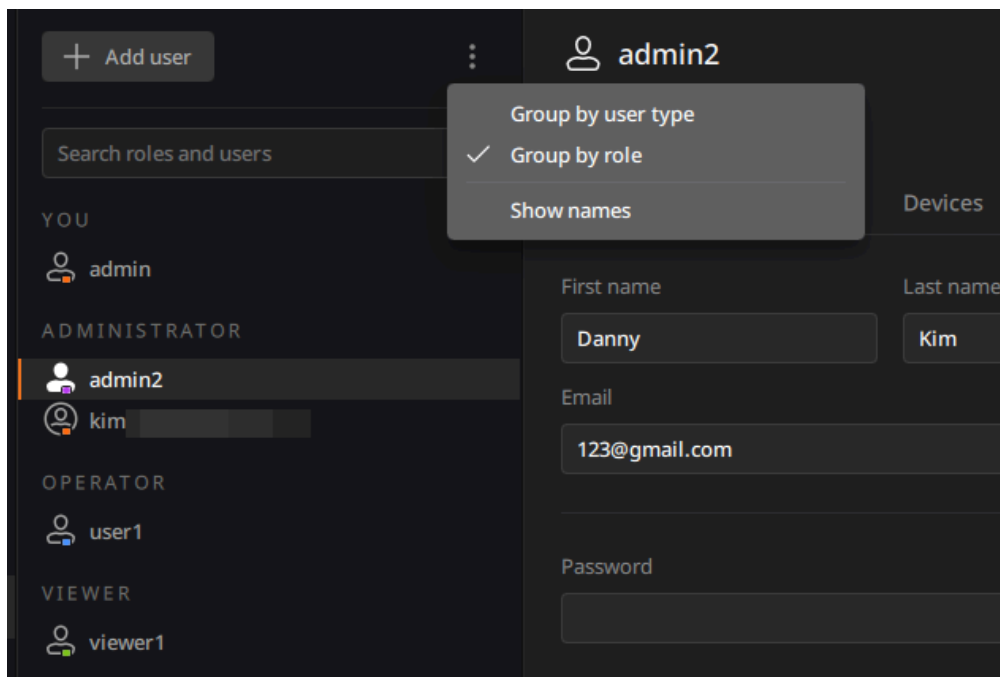 Add user
admin2
Group by user type
Group by role
Show names
Search roles and users
Devices
YOU
admin
First name
Last name
Danny
Kim
ADMINISTRATOR
admin2
kim
Email
123@gmail.com
OPERATOR
user1
Password
VIEWER
viewer1